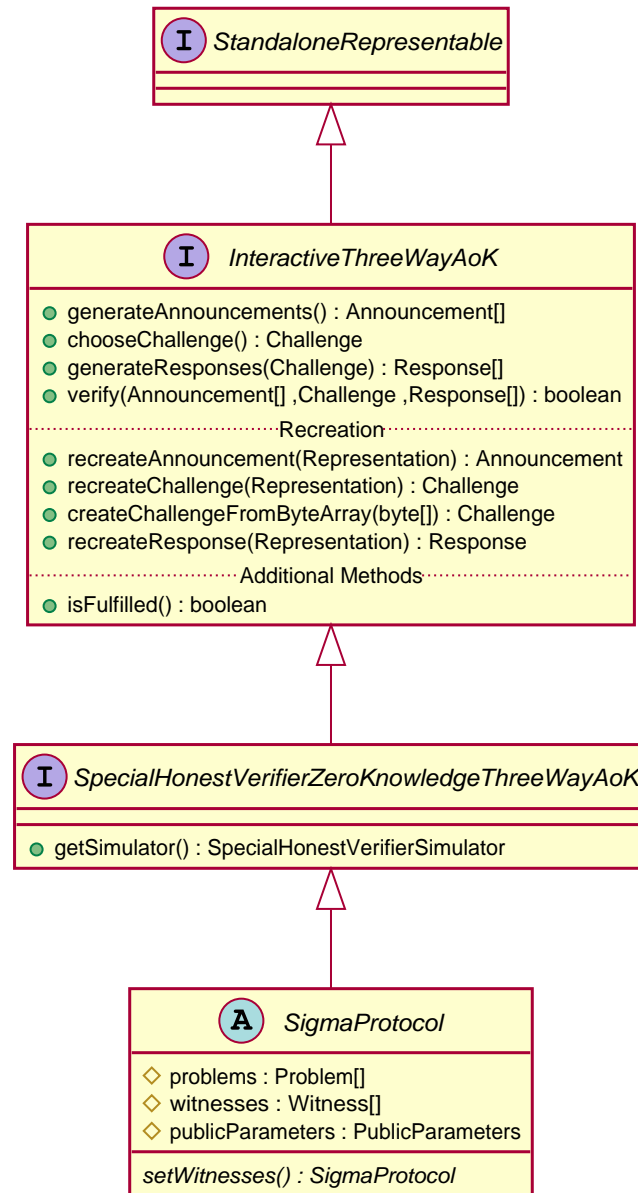 I StandaloneRepresentable
I InteractiveThreeWayAoK
generateAnnouncements() : Announcement[]
chooseChallenge() : Challenge
generateResponses(Challenge) : Response[]
verify(Announcement[] ,Challenge ,Response[]) : boolean
Recreation
recreateAnnouncement(Representation) : Announcement
recreateChallenge(Representation) : Challenge
createChallengeFromByteArray(byte[]) : Challenge
recreateResponse(Representation) : Response
Additional Methods
isFulfilled() : boolean
I SpecialHonestVerifierZeroKnowledgeThreeWayAoK
getSimulator() : SpecialHonestVerifierSimulator
A SigmaProtocol
problems : Problem[]
witnesses : Witness[]
publicParameters : PublicParameters
setWitnesses() : SigmaProtocol